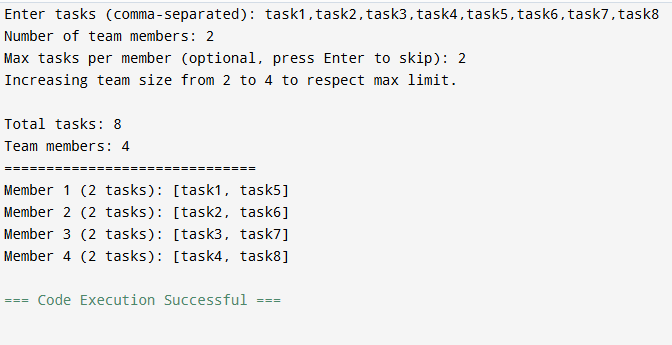 Enter tasks (comma-separated): task1,task2,task3,task4,task5,task6,task7,task8
Number of team members: 2
Max tasks per member (optional, press Enter to skip): 2
Increasing team size from 2 to 4 to respect max limit.
Total tasks: 8
Team members: 4
==============================
Member 1 (2 tasks): [task1, task5]
Member 2 (2 tasks): [task2, task6]
Member 3 (2 tasks): [task3, task7]
Member 4 (2 tasks): [task4, task8]
=== Code Execution Successful ===